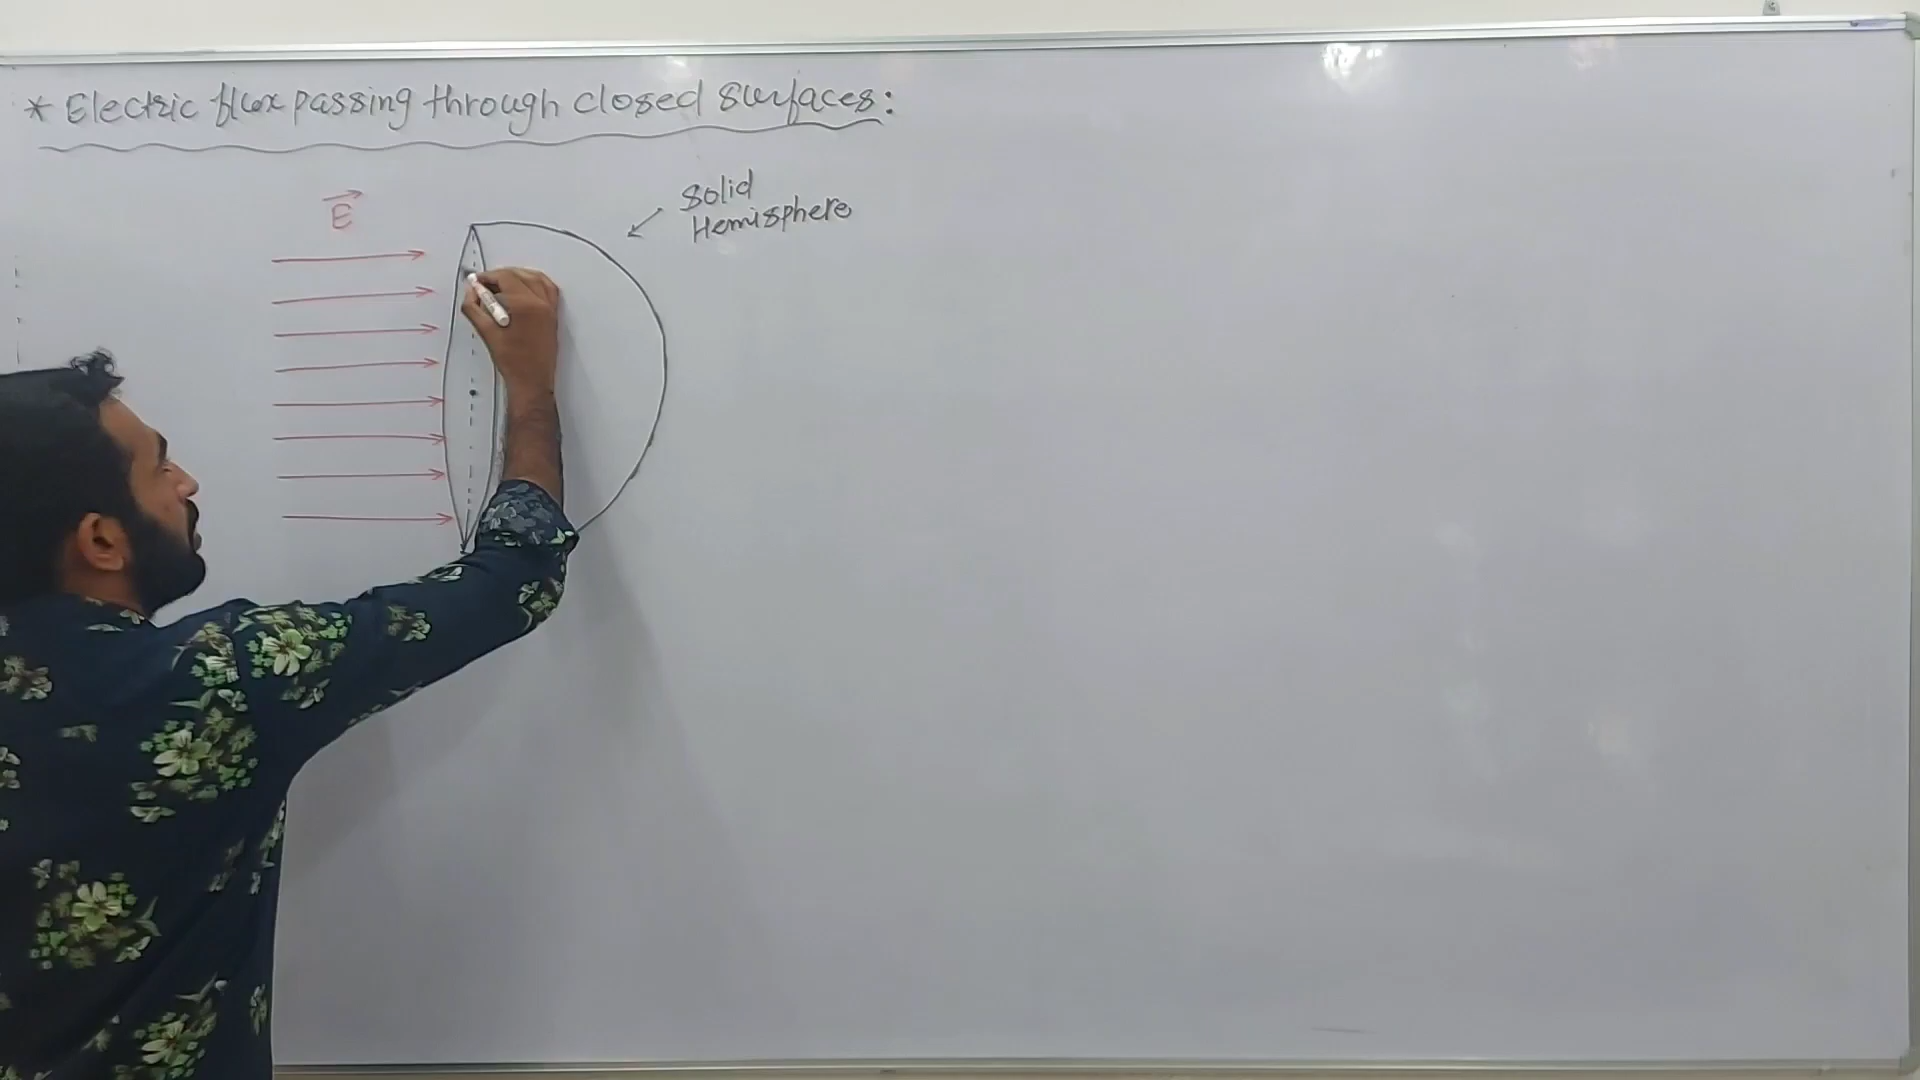 * Electric flux passing through closed surfaces:
E
Solid
Hemisphere